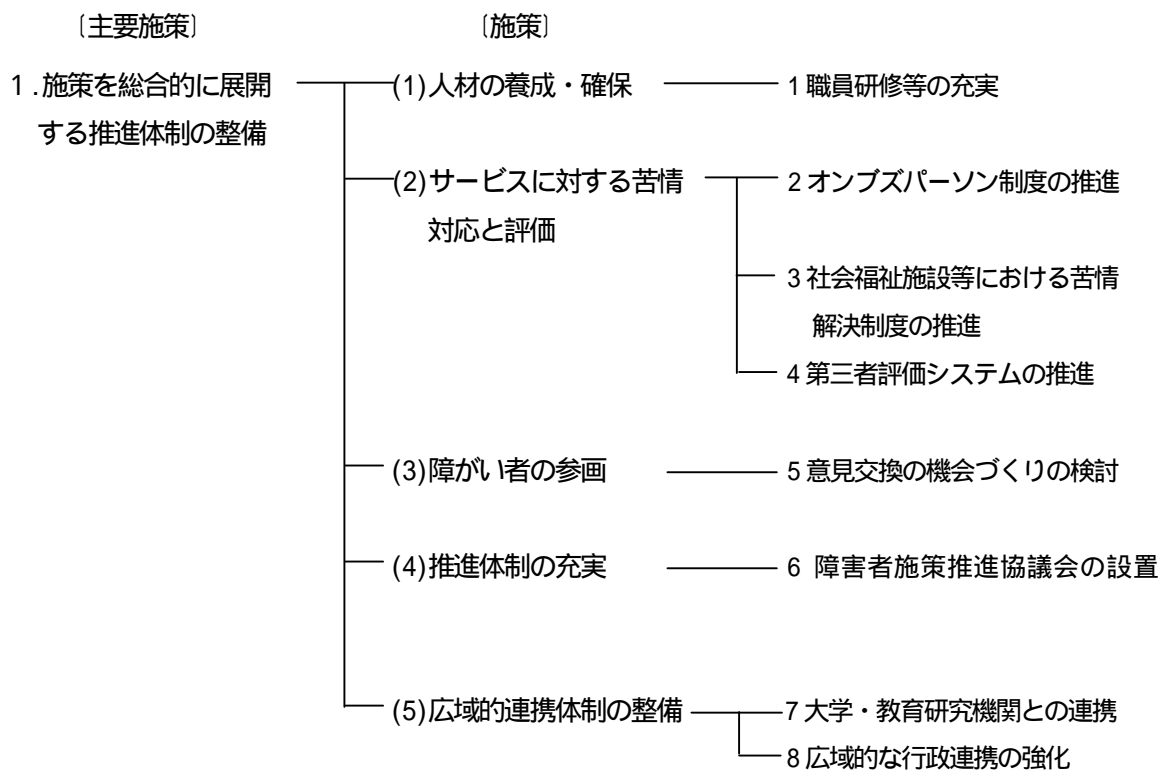 〔主要施策〕 〔施策〕
1．施策を総合的に展開 (1)人材の養成・確保 1 職員研修等の充実
する推進体制の整備
(2)サービスに対する苦情 2 オンブズパーソン制度の推進
対応と評価
3 社会福祉施設等における苦情
解決制度の推進
4 第三者評価システムの推進
(3)障がい者の参画 5 意見交換の機会づくりの検討
(4)推進体制の充実 6 障害者施策推進協議会の設置
(5)広域的連携体制の整備 7 大学・教育研究機関との連携
8 広域的な行政連携の強化